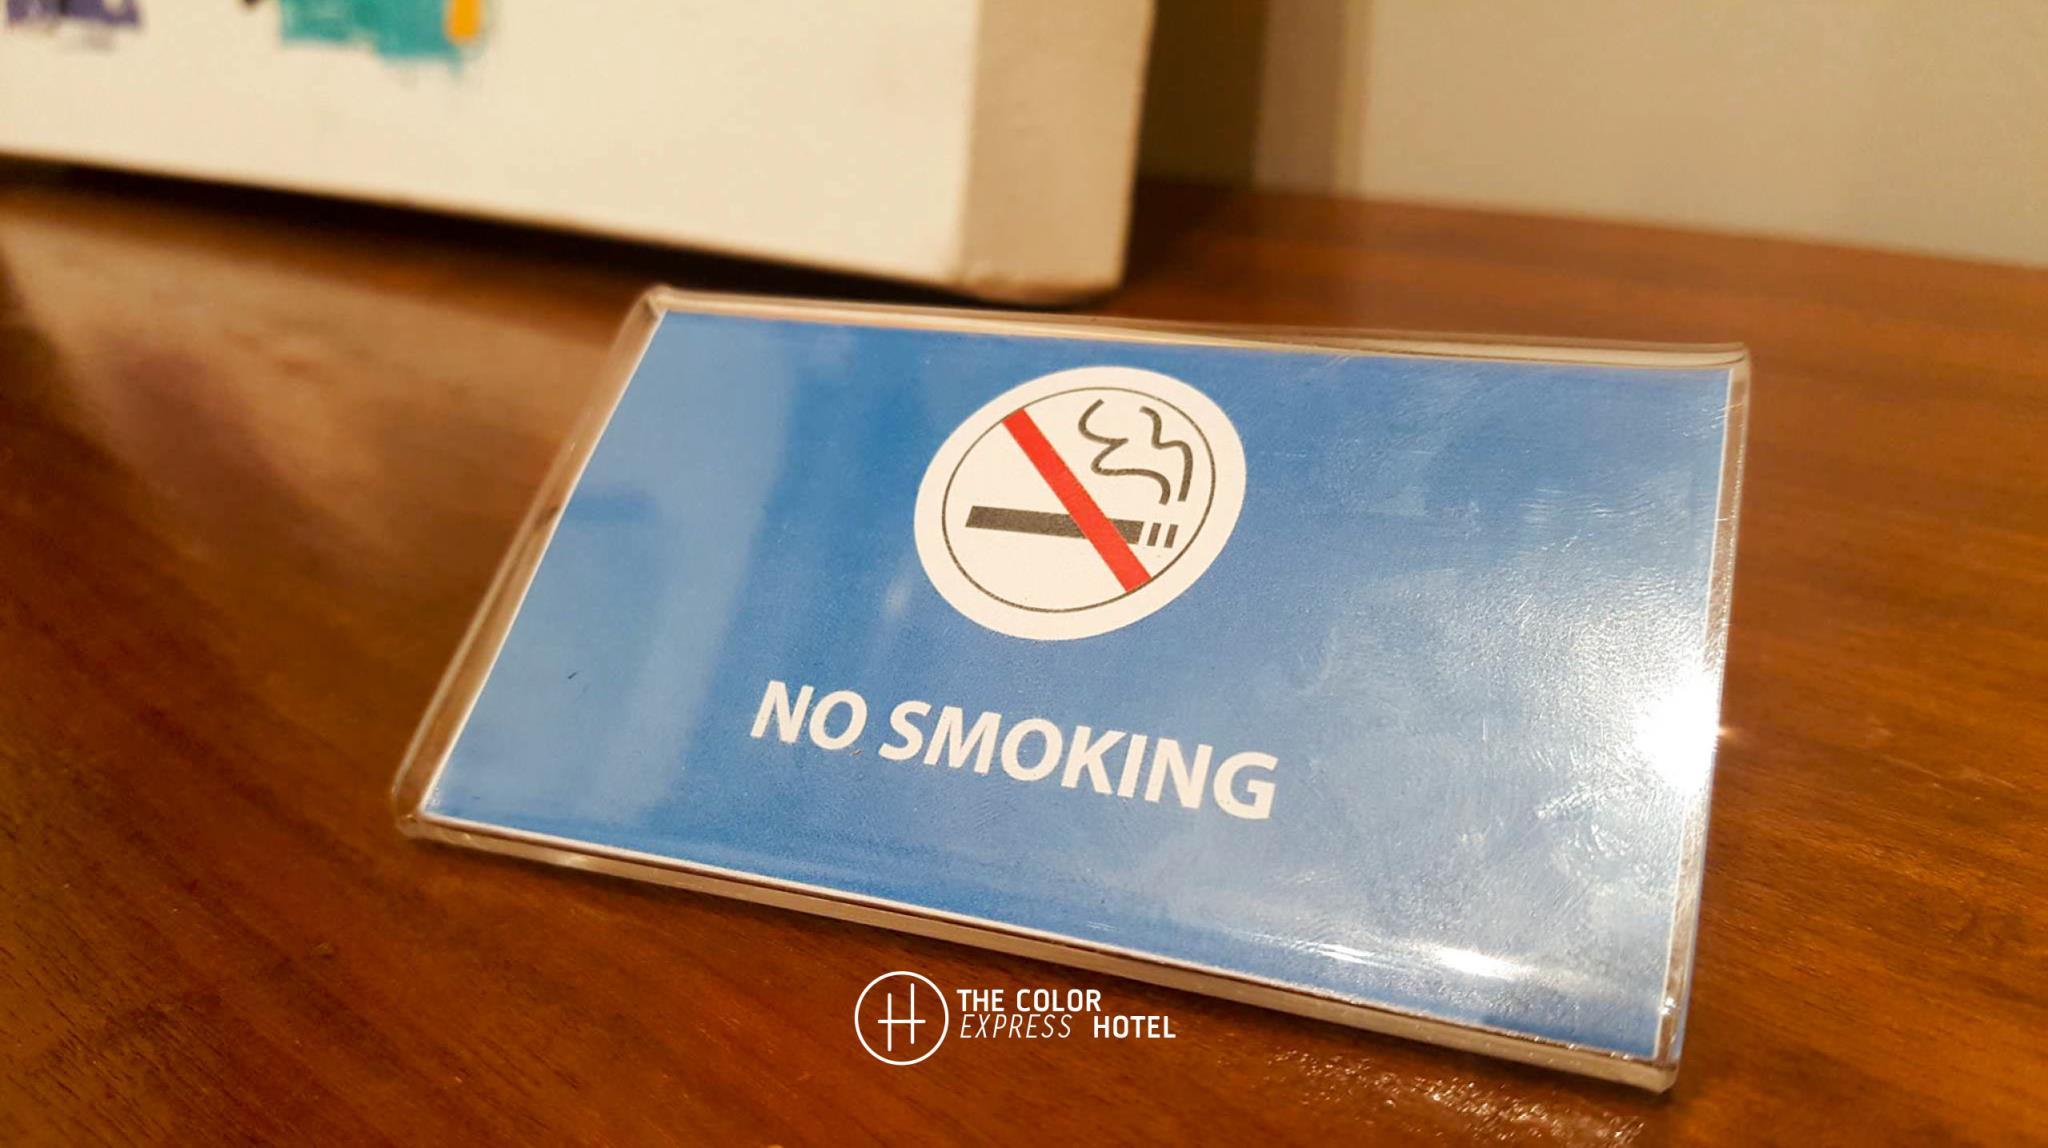 NO SMOKING
THE COLOR
EXPRESS HOTEL